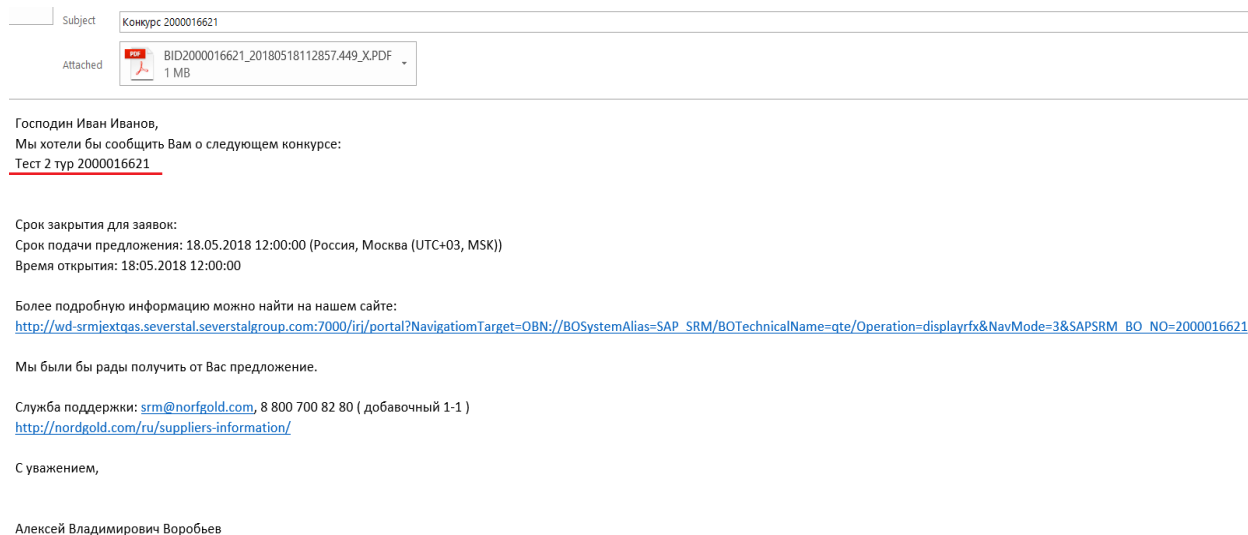 Subject Конкурс 2000016621
Attached BID2000016621_20180518112857.449_X.PDF
PDF
1 MB
Господин Иван Иванов,
Мы хотели бы сообщить Вам о следующем конкурсе:
Тест 2 тур 2000016621
Срок закрытия для заявок:
Срок подачи предложения: 18.05.2018 12:00:00 (Россия, Москва (UTC+03, MSK))
Время открытия: 18:05.2018 12:00:00
Более подробную информацию можно найти на нашем сайте:
http://wd-srmjextqas.severstal.severstalgroup.com:7000/irj/portal?NavigatiomTarget=OBN://BOSystemAlias=SAP_SRM/BOTechnicalName=qte/Operation=displayrfx&NavMode=3&SAPSRM_BO_NO=2000016621
Мы были бы рады получить от Вас предложение.
Служба поддержки: srm@norfgold.com, 8 800 700 82 80 ( добавочный 1-1 )
http://nordgold.com/ru/suppliers-information/
С уважением,
Алексей Владимирович Воробьев